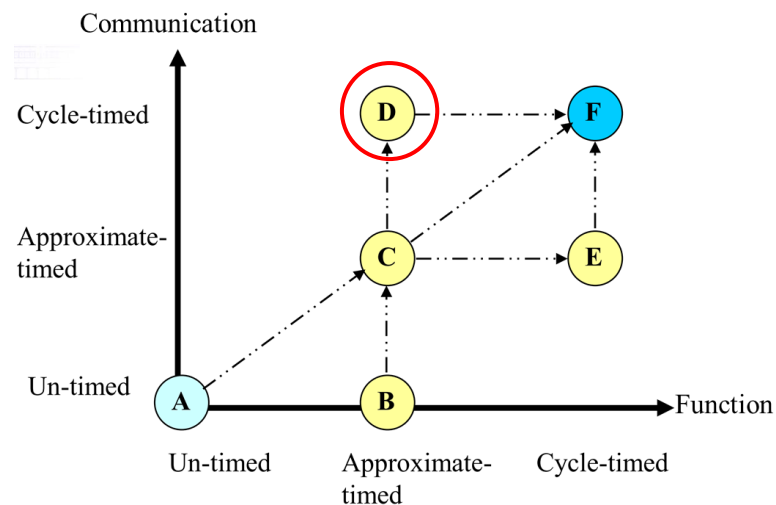 Communication
Cycle-timed
D
F
Approximate-
timed
C
E
Un-timed
A
B
Function
Un-timed
Approximate-
timed
Cycle-timed